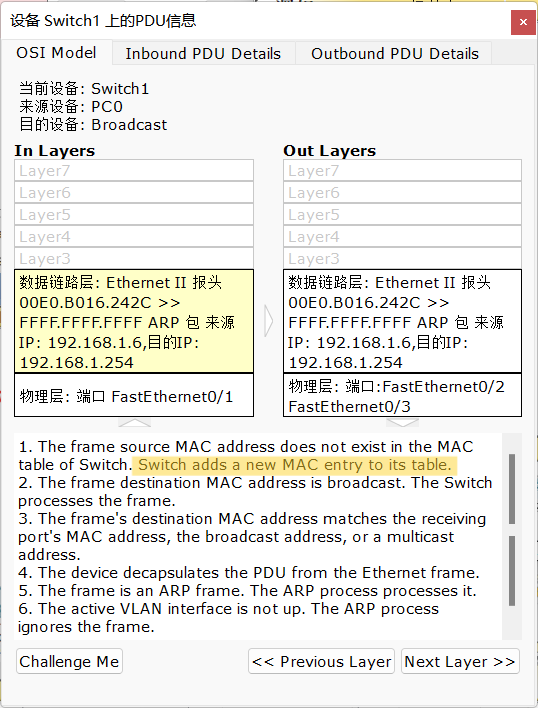 设备 Switch1 上的PDU信息
OSI Model
Inbound PDU Details
Outbound PDU Details
当前设备: Switch1
来源设备: PC0
目的设备: Broadcast
In Layers
Layer7
Layer6
Layer5
Layer4
Layer3
数据链路层: Ethernet II 报头
00E0.B016.242C >>
FFFF.FFFF.FFFF ARP 包 来源
IP: 192.168.1.6,目的IP:
192.168.1.254
物理层: 端口 FastEthernet0/1
Out Layers
Layer7
Layer6
Layer5
Layer4
Layer3
数据链路层: Ethernet II 报头
00E0.B016.242C >>
FFFF.FFFF.FFFF ARP 包 来源
IP: 192.168.1.6,目的IP:
192.168.1.254
物理层: 端口:FastEthernet0/2
FastEthernet0/3
1. The frame source MAC address does not exist in the MAC
table of Switch. Switch adds a new MAC entry to its table.
2. The frame destination MAC address is broadcast. The Switch
processes the frame.
3. The frame's destination MAC address matches the receiving
port's MAC address, the broadcast address, or a multicast
address.
4. The device decapsulates the PDU from the Ethernet frame.
5. The frame is an ARP frame. The ARP process processes it.
6. The active VLAN interface is not up. The ARP process
ignores the frame.
Challenge Me
<< Previous Layer
Next Layer >>